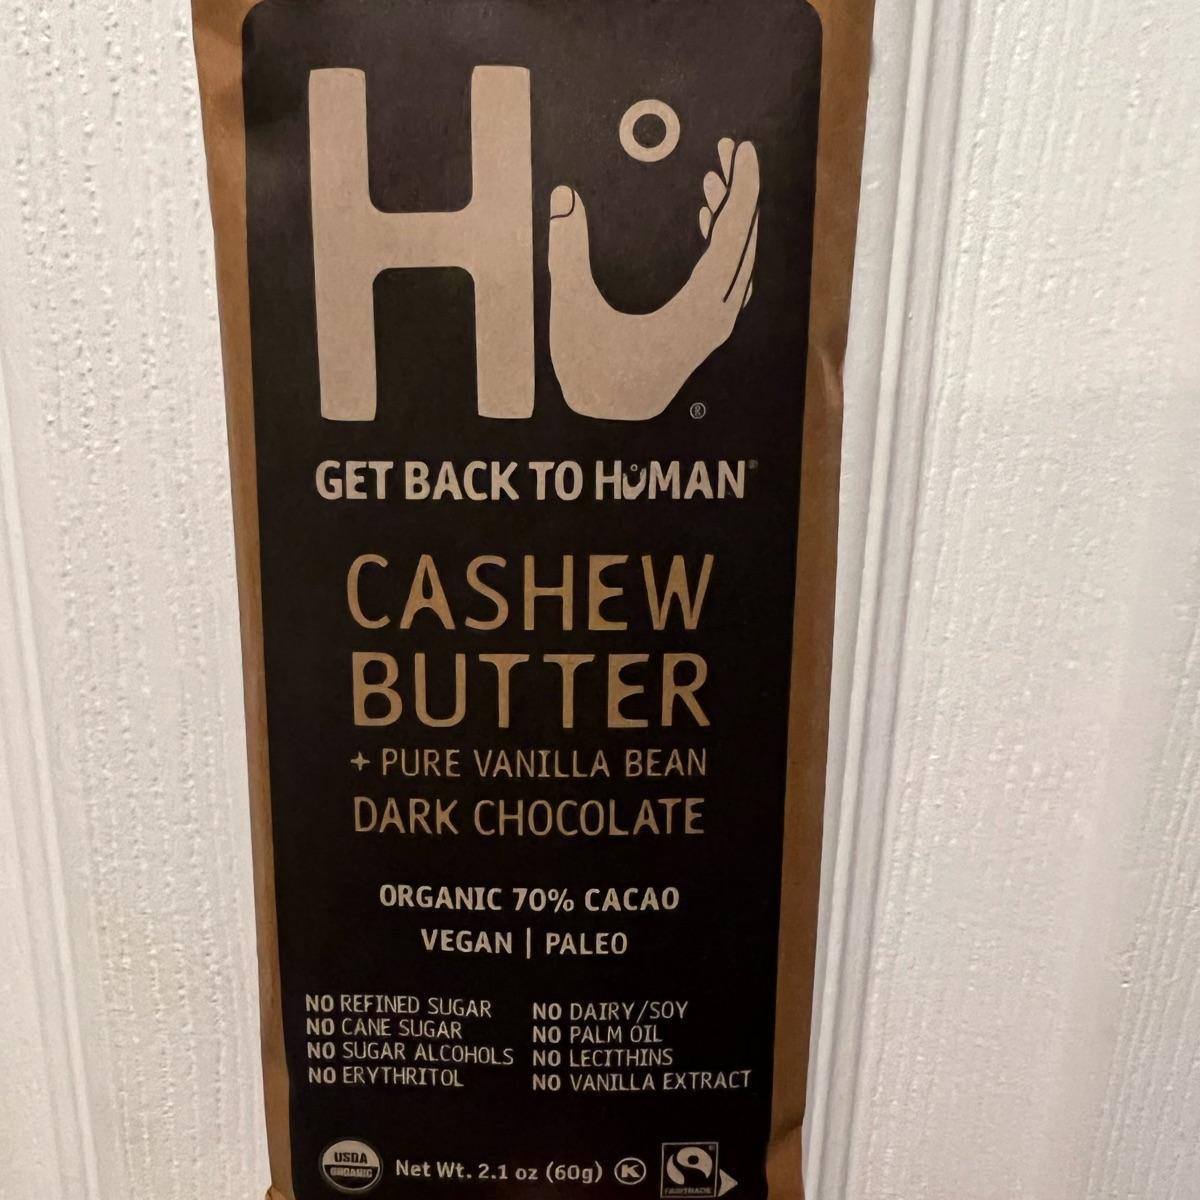 Hu
®
GET BACK TO HUMAN®
CASHEW
BUTTER
+ PURE VANILLA BEAN
DARK CHOCOLATE
ORGANIC 70% CACAO
VEGAN | PALEO
NO REFINED SUGAR
NO CANE SUGAR
NO SUGAR ALCOHOLS
NO ERYTHRITOL
NO DAIRY/SOY
NO PALM OIL
NO LECITHINS
NO VANILLA EXTRACT
USDA
ORGANIC
Net Wt. 2.1 oz (60g)
K
FAIRTRADE